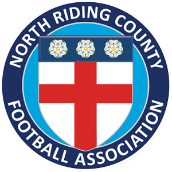 NORTH RIDING COUNTY
FOOTBALL ASSOCIATION